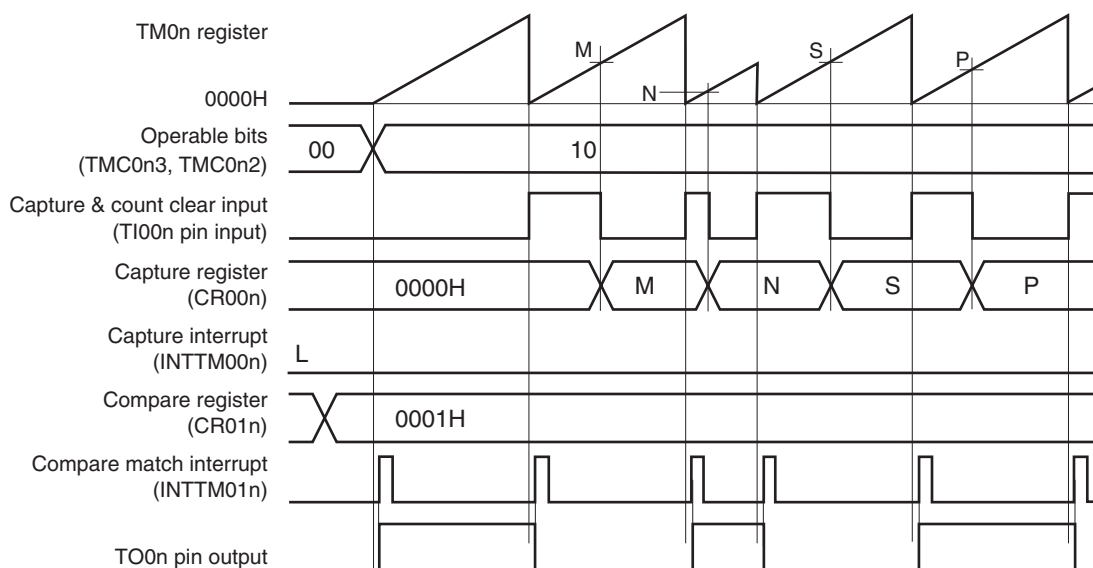 TM0n register
M
S
P
N
0000H
Operable bits
(TMC0n3, TMC0n2)
00
10
Capture & count clear input
(TI00n pin input)
Capture register
(CR00n)
0000H
M
N
S
P
Capture interrupt
(INTTM00n)
L
Compare register
(CR01n)
0001H
Compare match interrupt
(INTTM01n)
TO0n pin output